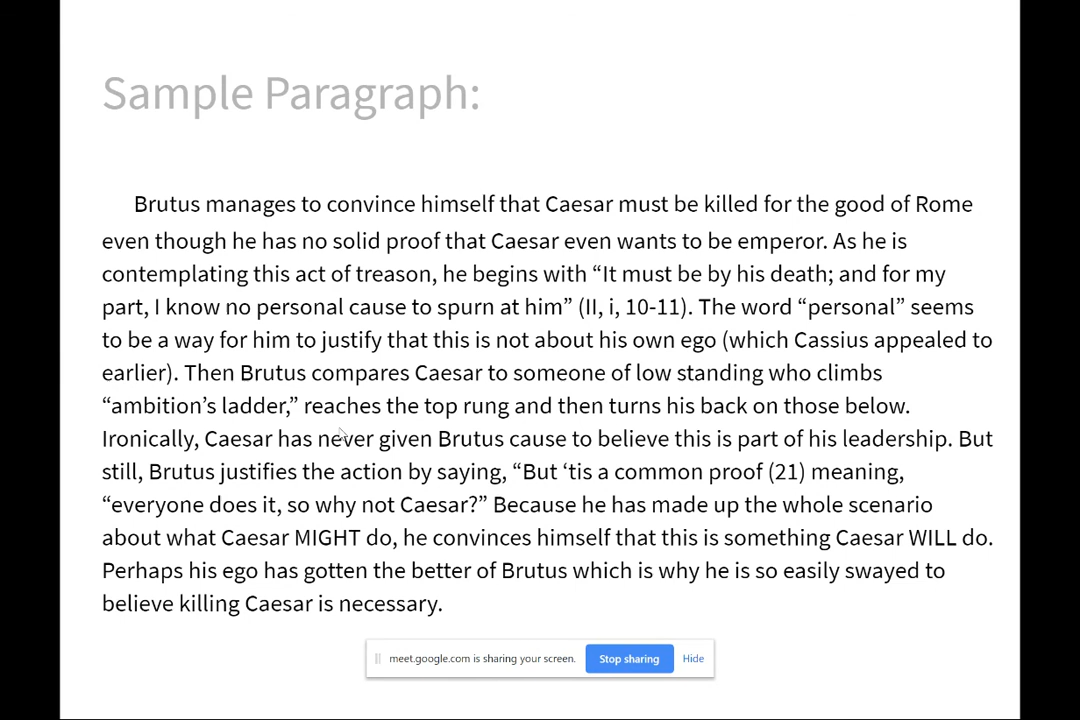 Sample Paragraph:
Brutus manages to convince himself that Caesar must be killed for the good of Rome
even though he has no solid proof that Caesar even wants to be emperor. As he is
contemplating this act of treason, he begins with “It must be by his death; and for my
part, I know no personal cause to spurn at him” (II, i, 10-11). The word “personal” seems
to be a way for him to justify that this is not about his own ego (which Cassius appealed to
earlier). Then Brutus compares Caesar to someone of low standing who climbs
“ambition’s ladder,” reaches the top rung and then turns his back on those below.
Ironically, Caesar has never given Brutus cause to believe this is part of his leadership. But
still, Brutus justifies the action by saying, “But ‘tis a common proof (21) meaning,
“everyone does it, so why not Caesar?” Because he has made up the whole scenario
about what Caesar MIGHT do, he convinces himself that this is something Caesar WILL do.
Perhaps his ego has gotten the better of Brutus which is why he is so easily swayed to
believe killing Caesar is necessary.
meet.google.com is sharing your screen. Stop sharing Hide